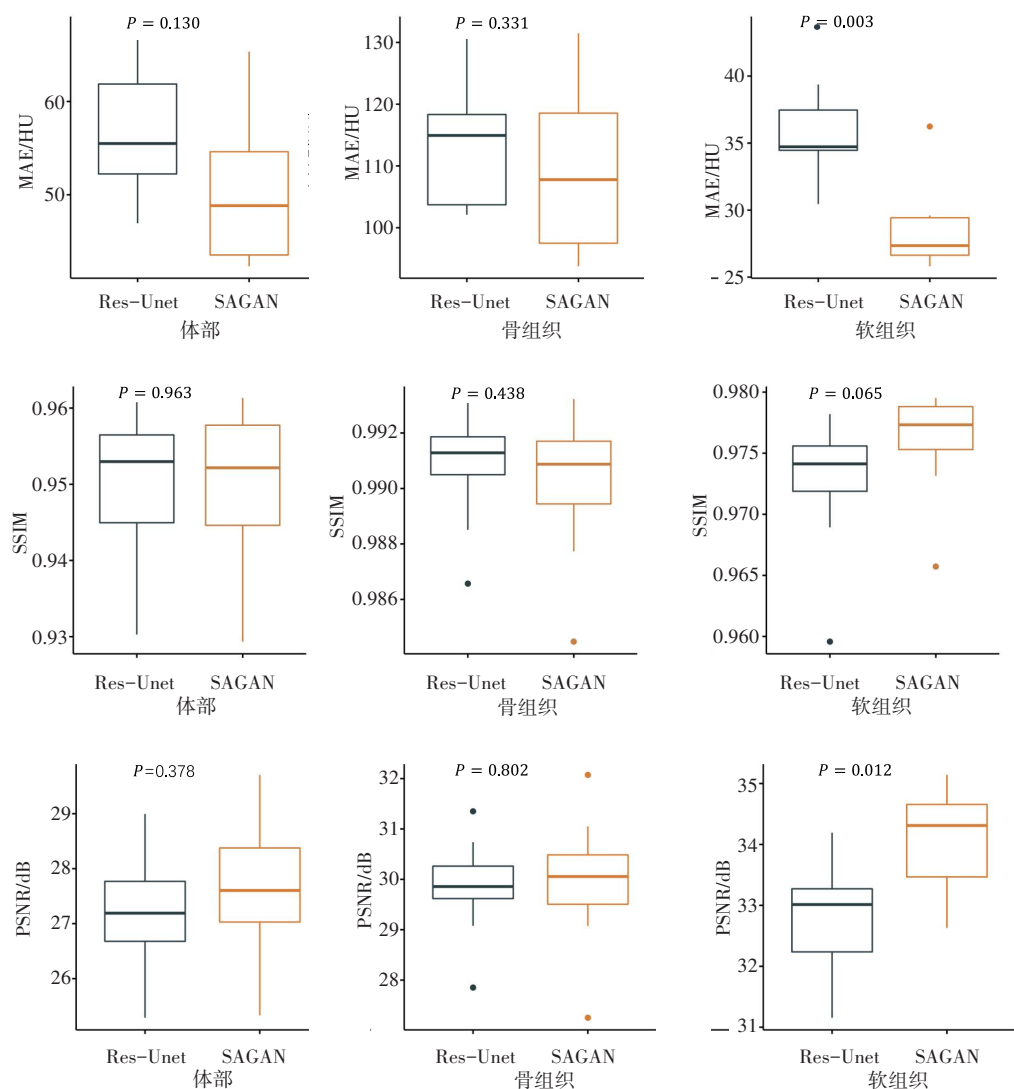 P = 0.130
MAE/HU
60
50
Res-Unet SAGAN
体部
P = 0.331
MAE/HU
130
120
110
100
Res-Unet SAGAN
骨组织
P = 0.003
MAE/HU
40
35
30
25
Res-Unet SAGAN
软组织
P = 0.963
SSIM
0.96
0.95
0.94
0.93
Res-Unet SAGAN
体部
P = 0.438
SSIM
0.992
0.990
0.988
0.986
Res-Unet SAGAN
骨组织
P = 0.065
SSIM
0.980
0.975
0.970
0.965
0.960
Res-Unet SAGAN
软组织
P=0.378
PSNR/dB
29
28
27
26
Res-Unet SAGAN
体部
P = 0.802
PSNR/dB
32
31
30
29
28
Res-Unet SAGAN
骨组织
P = 0.012
PSNR/dB
35
34
33
32
31
Res-Unet SAGAN
软组织